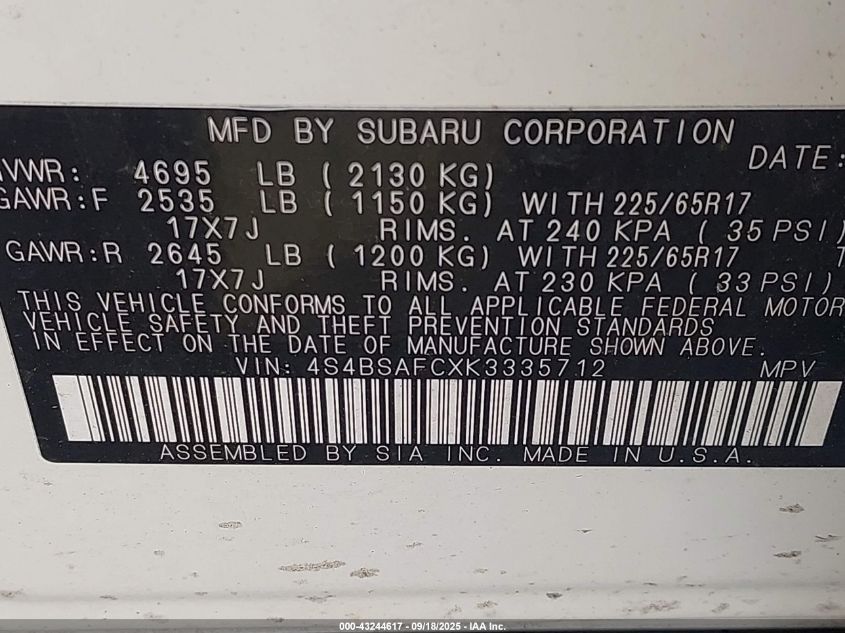 MFD BY SUBARU CORPORATION
DATE:
VWR: 4695 LB ( 2130 KG)
GAWR:F 2535 LB ( 1150 KG) WITH 225/65R17
17X7J RIMS. AT 240 KPA ( 35 PSI)
GAWR:R 2645 LB ( 1200 KG) WITH 225/65R17 T
17X7J RIMS. AT 230 KPA ( 33 PSI)
THIS VEHICLE CONFORMS TO ALL APPLICABLE FEDERAL MOTOR
VEHICLE SAFETY AND THEFT PREVENTION STANDARDS
IN EFFECT ON THE DATE OF MANUFACTURE SHOWN ABOVE.
VIN: 4S4BSAFCXK3335712 MPV
ASSEMBLED BY SIA INC. MADE IN U.S.A.
000-43244617 - 09/18/2025 - IAA Inc.